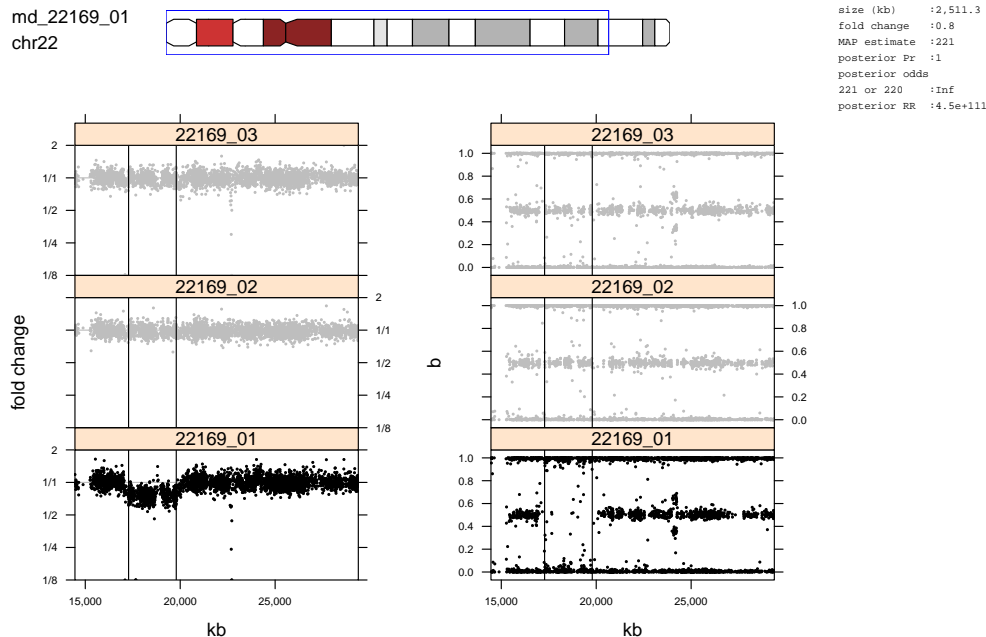 md_22169_01
chr22
size (kb) :2,511.3
fold change :0.8
MAP estimate :221
posterior Pr :1
posterior odds
221 or 220 :Inf
posterior RR :4.5e+111
22169_03
2
1/1
1/2
1/4
1/8
22169_02
2
1/1
1/2
1/4
1/8
22169_01
2
1/1
1/2
1/4
1/8
15,000 20,000 25,000
kb
fold change
22169_03
1.0
0.8
0.6
0.4
0.2
0.0
22169_02
1.0
0.8
0.6
0.4
0.2
0.0
22169_01
1.0
0.8
0.6
0.4
0.2
0.0
15,000 20,000 25,000
kb
b